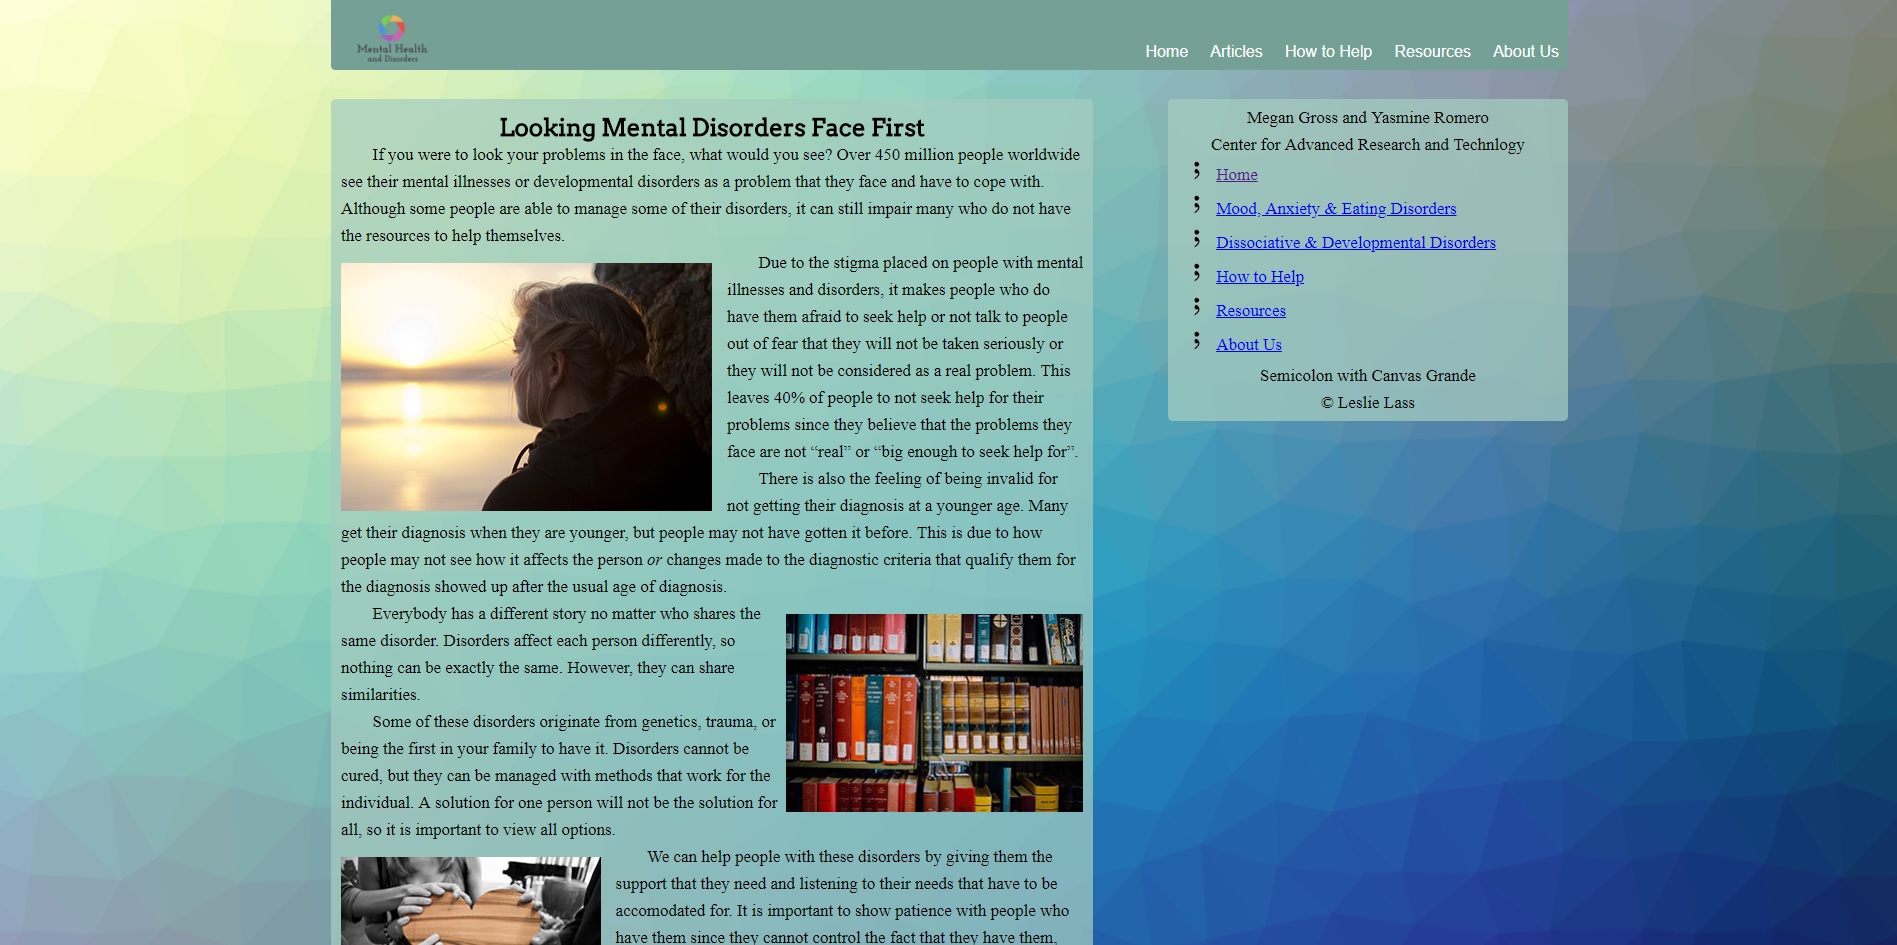 Mental Health
and Disorders
Home
Articles
How to Help
Resources
About Us
Looking Mental Disorders Face First
If you were to look your problems in the face, what would you see? Over 450 million people worldwide
see their mental illnesses or developmental disorders as a problem that they face and have to cope with.
Although some people are able to manage some of their disorders, it can still impair many who do not have
the resources to help themselves.
Due to the stigma placed on people with mental
illnesses and disorders, it makes people who do
have them afraid to seek help or not talk to people
out of fear that they will not be taken seriously or
they will not be considered as a real problem. This
leaves 40% of people to not seek help for their
problems since they believe that the problems they
face are not “real” or “big enough to seek help for”.
There is also the feeling of being invalid for
not getting their diagnosis at a younger age. Many
get their diagnosis when they are younger, but people may not have gotten it before. This is due to how
people may not see how it affects the person or changes made to the diagnostic criteria that qualify them for
the diagnosis showed up after the usual age of diagnosis.
Everybody has a different story no matter who shares the
same disorder. Disorders affect each person differently, so
nothing can be exactly the same. However, they can share
similarities.
Some of these disorders originate from genetics, trauma, or
being the first in your family to have it. Disorders cannot be
cured, but they can be managed with methods that work for the
individual. A solution for one person will not be the solution for
all, so it is important to view all options.
We can help people with these disorders by giving them the
support that they need and listening to their needs that have to be
accomodated for. It is important to show patience with people who
have them since they cannot control the fact that they have them,
Megan Gross and Yasmine Romero
Center for Advanced Research and Technlogy
; Home
; Mood, Anxiety & Eating Disorders
; Dissociative & Developmental Disorders
; How to Help
; Resources
; About Us
Semicolon with Canvas Grande
© Leslie Lass